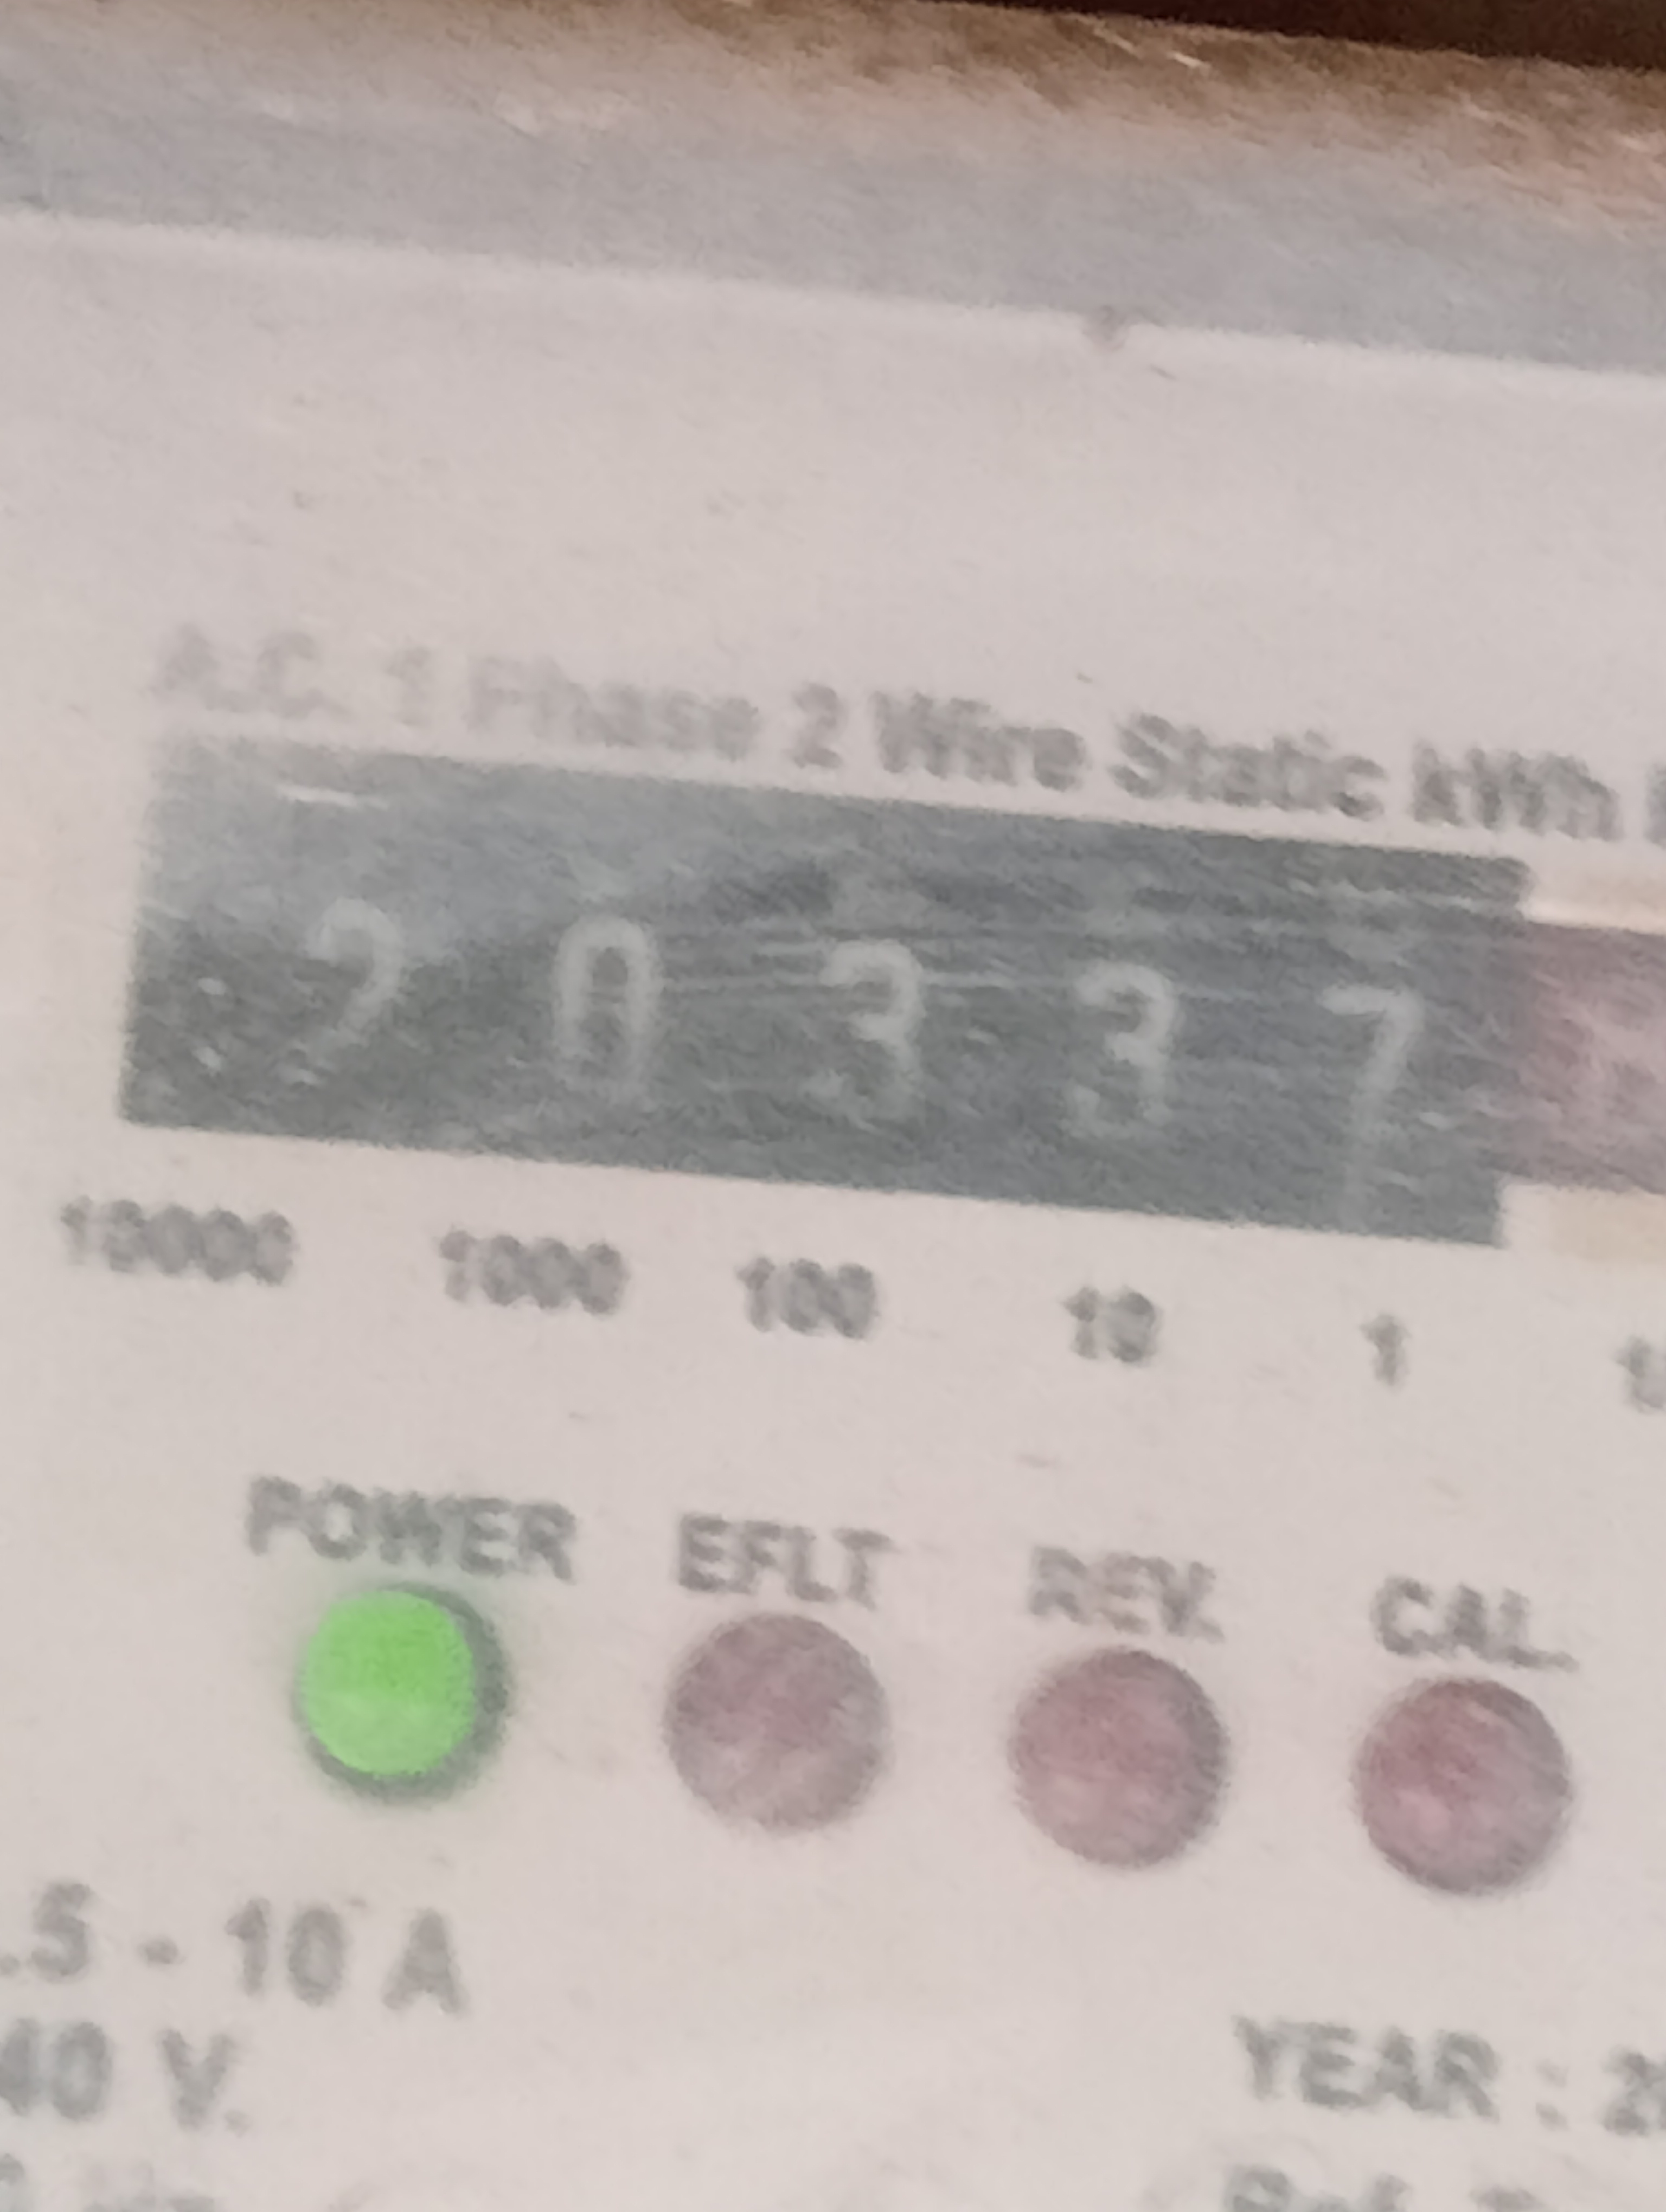 A.C. 1 Phase 2 Wire Static kWh
2 0 3 3 7
10000 1000 100 10 1
POWER EFLT REV. CAL.
.5 - 10 A
40 V.
YEAR : 2